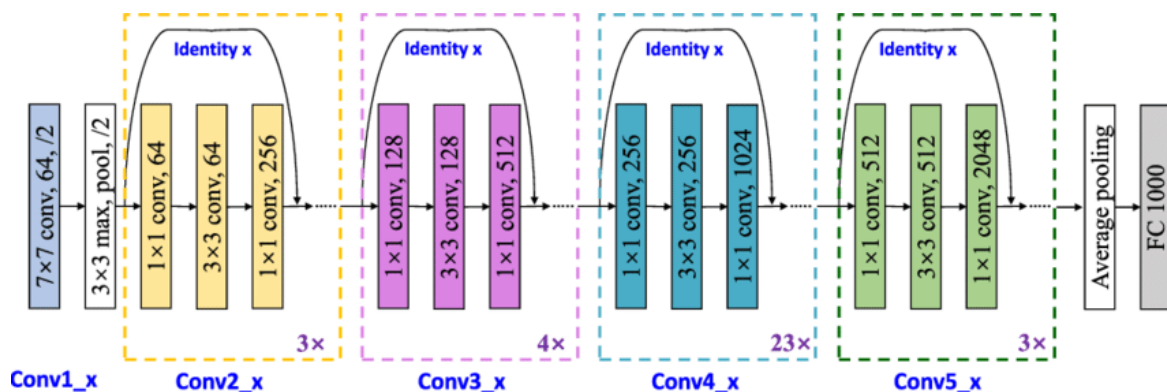 Identity x
Identity x
Identity x
Identity x
7×7 conv, 64, /2
3×3 max, pool, /2
1×1 conv, 64
3×3 conv, 64
1×1 conv, 256
1×1 conv, 128
3×3 conv, 128
1×1 conv, 512
1×1 conv, 256
3×3 conv, 256
1×1 conv, 1024
1×1 conv, 512
3×3 conv, 512
1×1 conv, 2048
Average pooling
FC 1000
3×
4×
23×
3×
Conv1_x
Conv2_x
Conv3_x
Conv4_x
Conv5_x